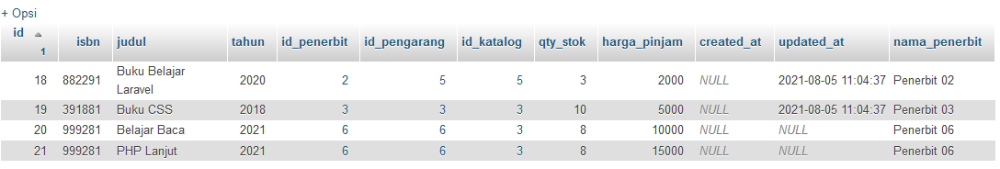 + Opsi
id 1 isbn judul tahun id_penerbit id_pengarang id_katalog qty_stok harga_pinjam created_at updated_at nama_penerbit
18 882291 Buku Belajar Laravel 2020 2 5 5 3 2000 NULL 2021-08-05 11:04:37 Penerbit 02
19 391881 Buku CSS 2018 3 3 3 10 5000 NULL 2021-08-05 11:04:37 Penerbit 03
20 999281 Belajar Baca 2021 6 6 3 8 10000 NULL NULL Penerbit 06
21 999281 PHP Lanjut 2021 6 6 3 8 15000 NULL NULL Penerbit 06